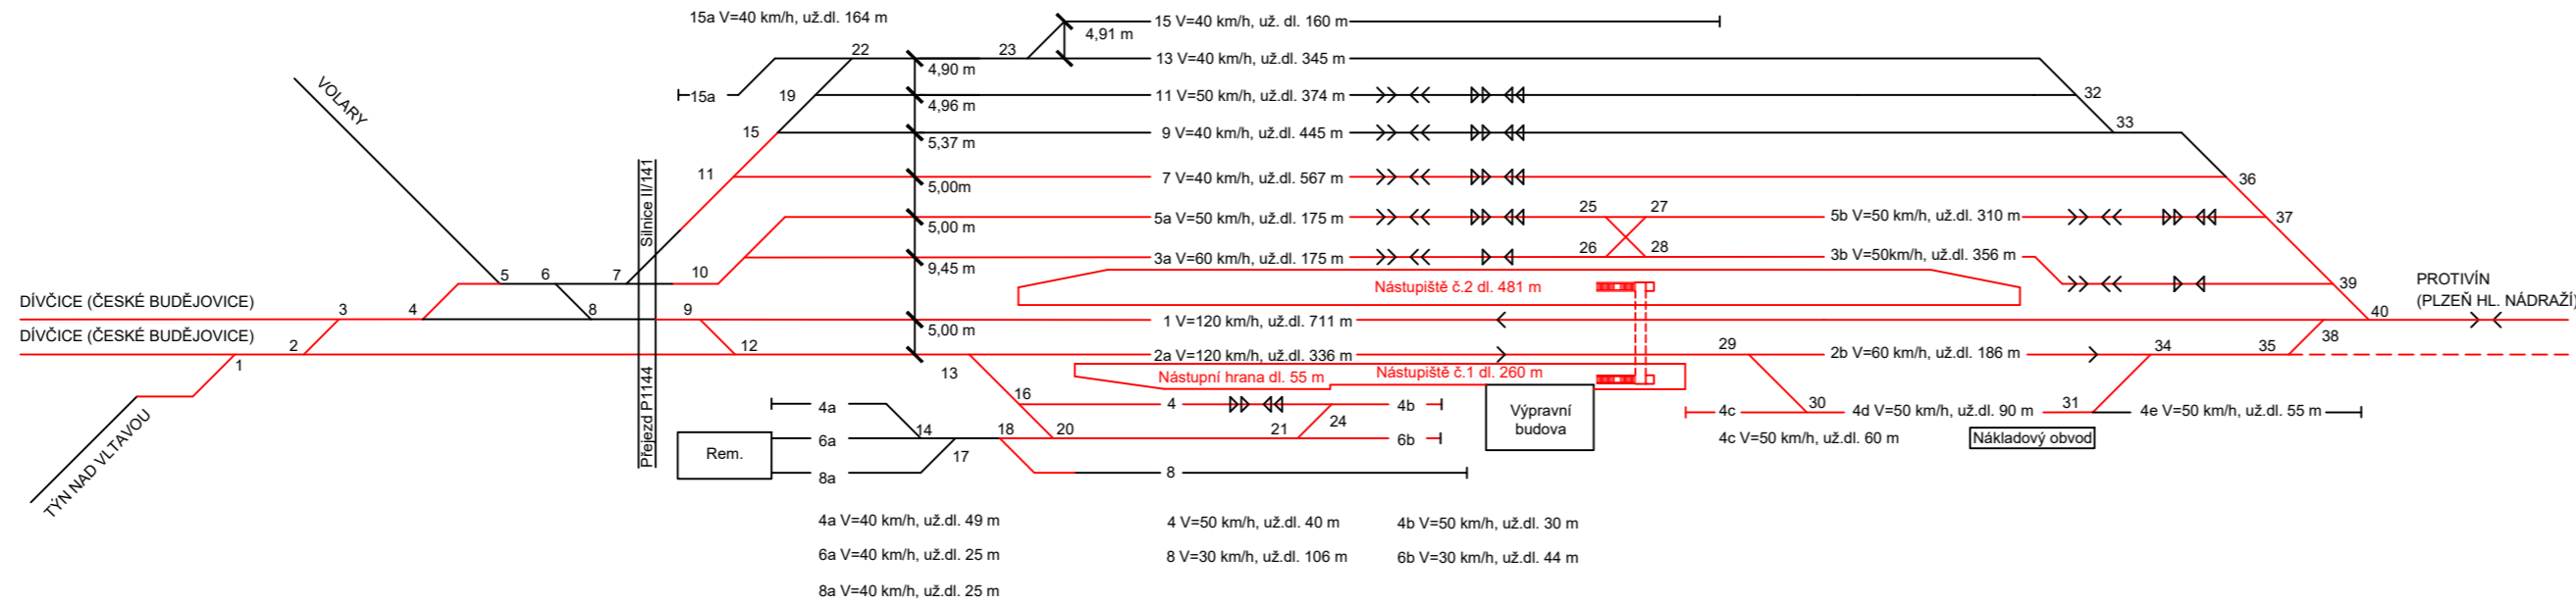 15a V=40 km/h, už.dl. 164 m
15 V=40 km/h, už. dl. 160 m
4,91 m
22
23
13 V=40 km/h, už.dl. 345 m
4,90 m
VOLARY
15a
19
11 V=50 km/h, už.dl. 374 m
32
4,96 m
15
9 V=40 km/h, už.dl. 445 m
33
5,37 m
11
7 V=40 km/h, už.dl. 567 m
36
5,00m
Silnice II/141
5a V=50 km/h, už.dl. 175 m
25
27
5b V=50 km/h, už.dl. 310 m
37
5,00 m
3a V=60 km/h, už.dl. 175 m
26
28
3b V=50km/h, už.dl. 356 m
9,45 m
5
6
7
10
Nástupiště č.2 dl. 481 m
39
PROTIVÍN
(PLZEŇ HL. NÁDRAŽÍ)
DÍVČICE (ČESKÉ BUDĚJOVICE)
3
4
8
9
1 V=120 km/h, už.dl. 711 m
40
5,00 m
DÍVČICE (ČESKÉ BUDĚJOVICE)
2
1
12
2a V=120 km/h, už.dl. 336 m
29
2b V=60 km/h, už.dl. 186 m
34
35
38
13
Nástupní hrana dl. 55 m
Nástupiště č.1 dl. 260 m
Přejezd P1144
TÝN NAD VLTAVOU
4a
16
4
4b
Výpravní
budova
4c
30
4d V=50 km/h, už.dl. 90 m
31
4e V=50 km/h, už.dl. 55 m
24
14
18
20
21
6a
6b
4c V=50 km/h, už.dl. 60 m
Nákladový obvod
Rem.
17
8a
8
4a V=40 km/h, už.dl. 49 m
4 V=50 km/h, už.dl. 40 m
4b V=50 km/h, už.dl. 30 m
6a V=40 km/h, už.dl. 25 m
8 V=30 km/h, už.dl. 106 m
6b V=30 km/h, už.dl. 44 m
8a V=40 km/h, už.dl. 25 m